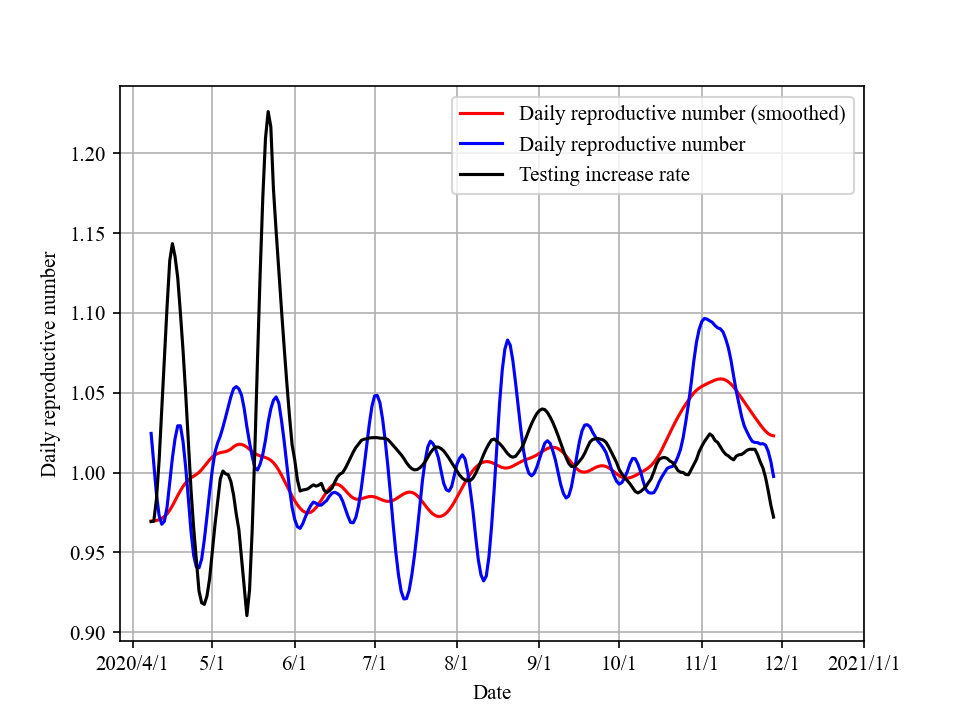 Daily reproductive number (smoothed)
Daily reproductive number
Testing increase rate
Daily reproductive number
1.20
1.15
1.10
1.05
1.00
0.95
0.90
2020/4/1 5/1 6/1 7/1 8/1 9/1 10/1 11/1 12/1 2021/1/1
Date